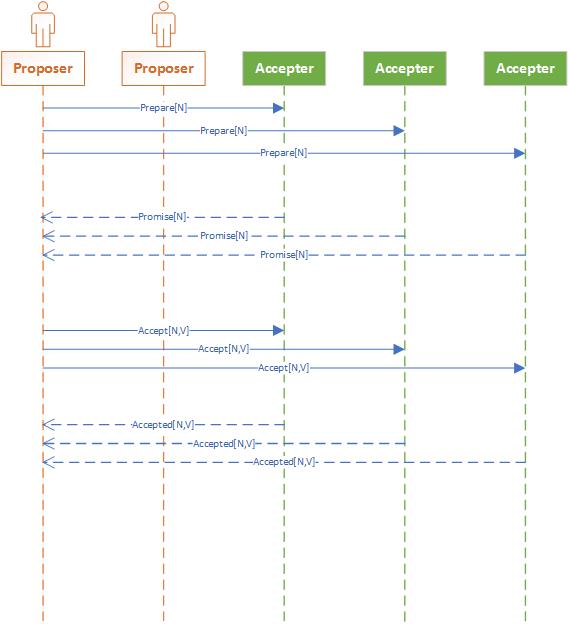 Proposer
Proposer
Accepter
Accepter
Accepter
Prepare[N]
Prepare[N]
Prepare[N]
Promise[N]
Promise[N]
Promise[N]
Accept[N,V]
Accept[N,V]
Accept[N,V]
Accepted[N,V]
Accepted[N,V]
Accepted[N,V]